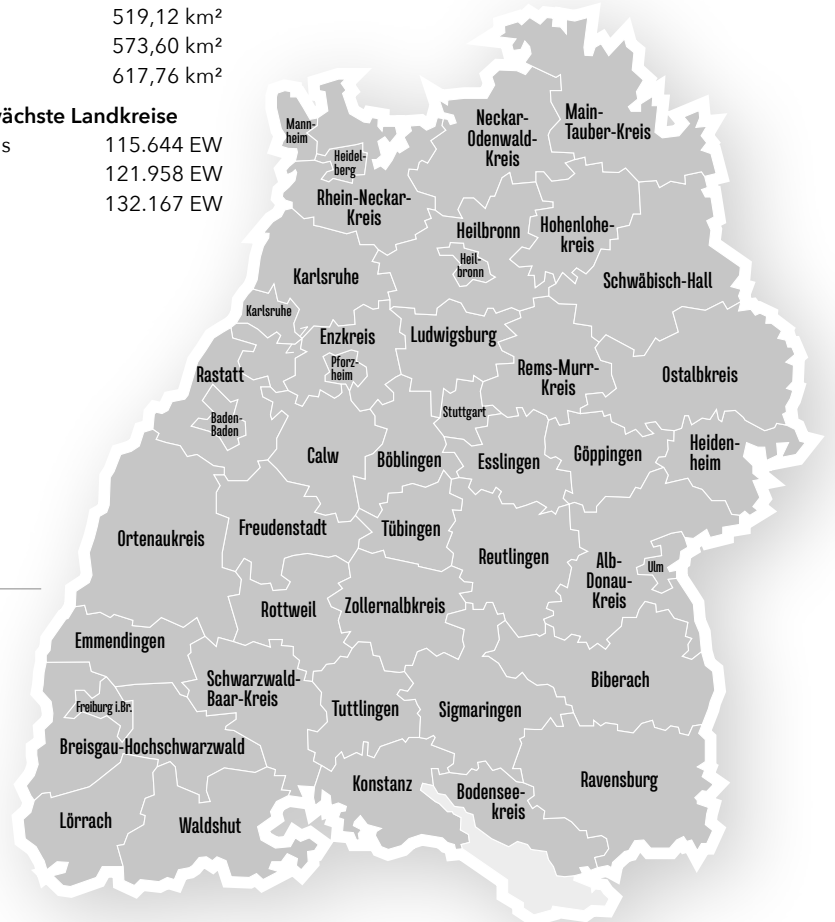 519,12 km²
573,60 km²
617,76 km²
ächste Landkreise
s 115.644 EW
121.958 EW
132.167 EW
Mann-
heim
Heidel-
berg
Rhein-Neckar-
Kreis
Neckar-
Odenwald-
Kreis
Main-
Tauber-Kreis
Heilbronn
Heil-
bronn
Hohenlohe-
kreis
Schwäbisch-Hall
Karlsruhe
Karlsruhe
Enzkreis
Pforz-
heim
Ludwigsburg
Rems-Murr-
Kreis
Ostalbkreis
Rastatt
Baden-
Baden
Stuttgart
Calw
Böblingen
Esslingen
Göppingen
Heiden-
heim
Ortenaukreis
Freudenstadt
Tübingen
Reutlingen
Alb-
Donau-
Kreis
Ulm
Rottweil
Zollernalbkreis
Emmendingen
Schwarzwald-
Baar-Kreis
Tuttlingen
Sigmaringen
Biberach
Freiburg i.Br.
Breisgau-Hochschwarzwald
Konstanz
Bodensee-
kreis
Ravensburg
Lörrach
Waldshut